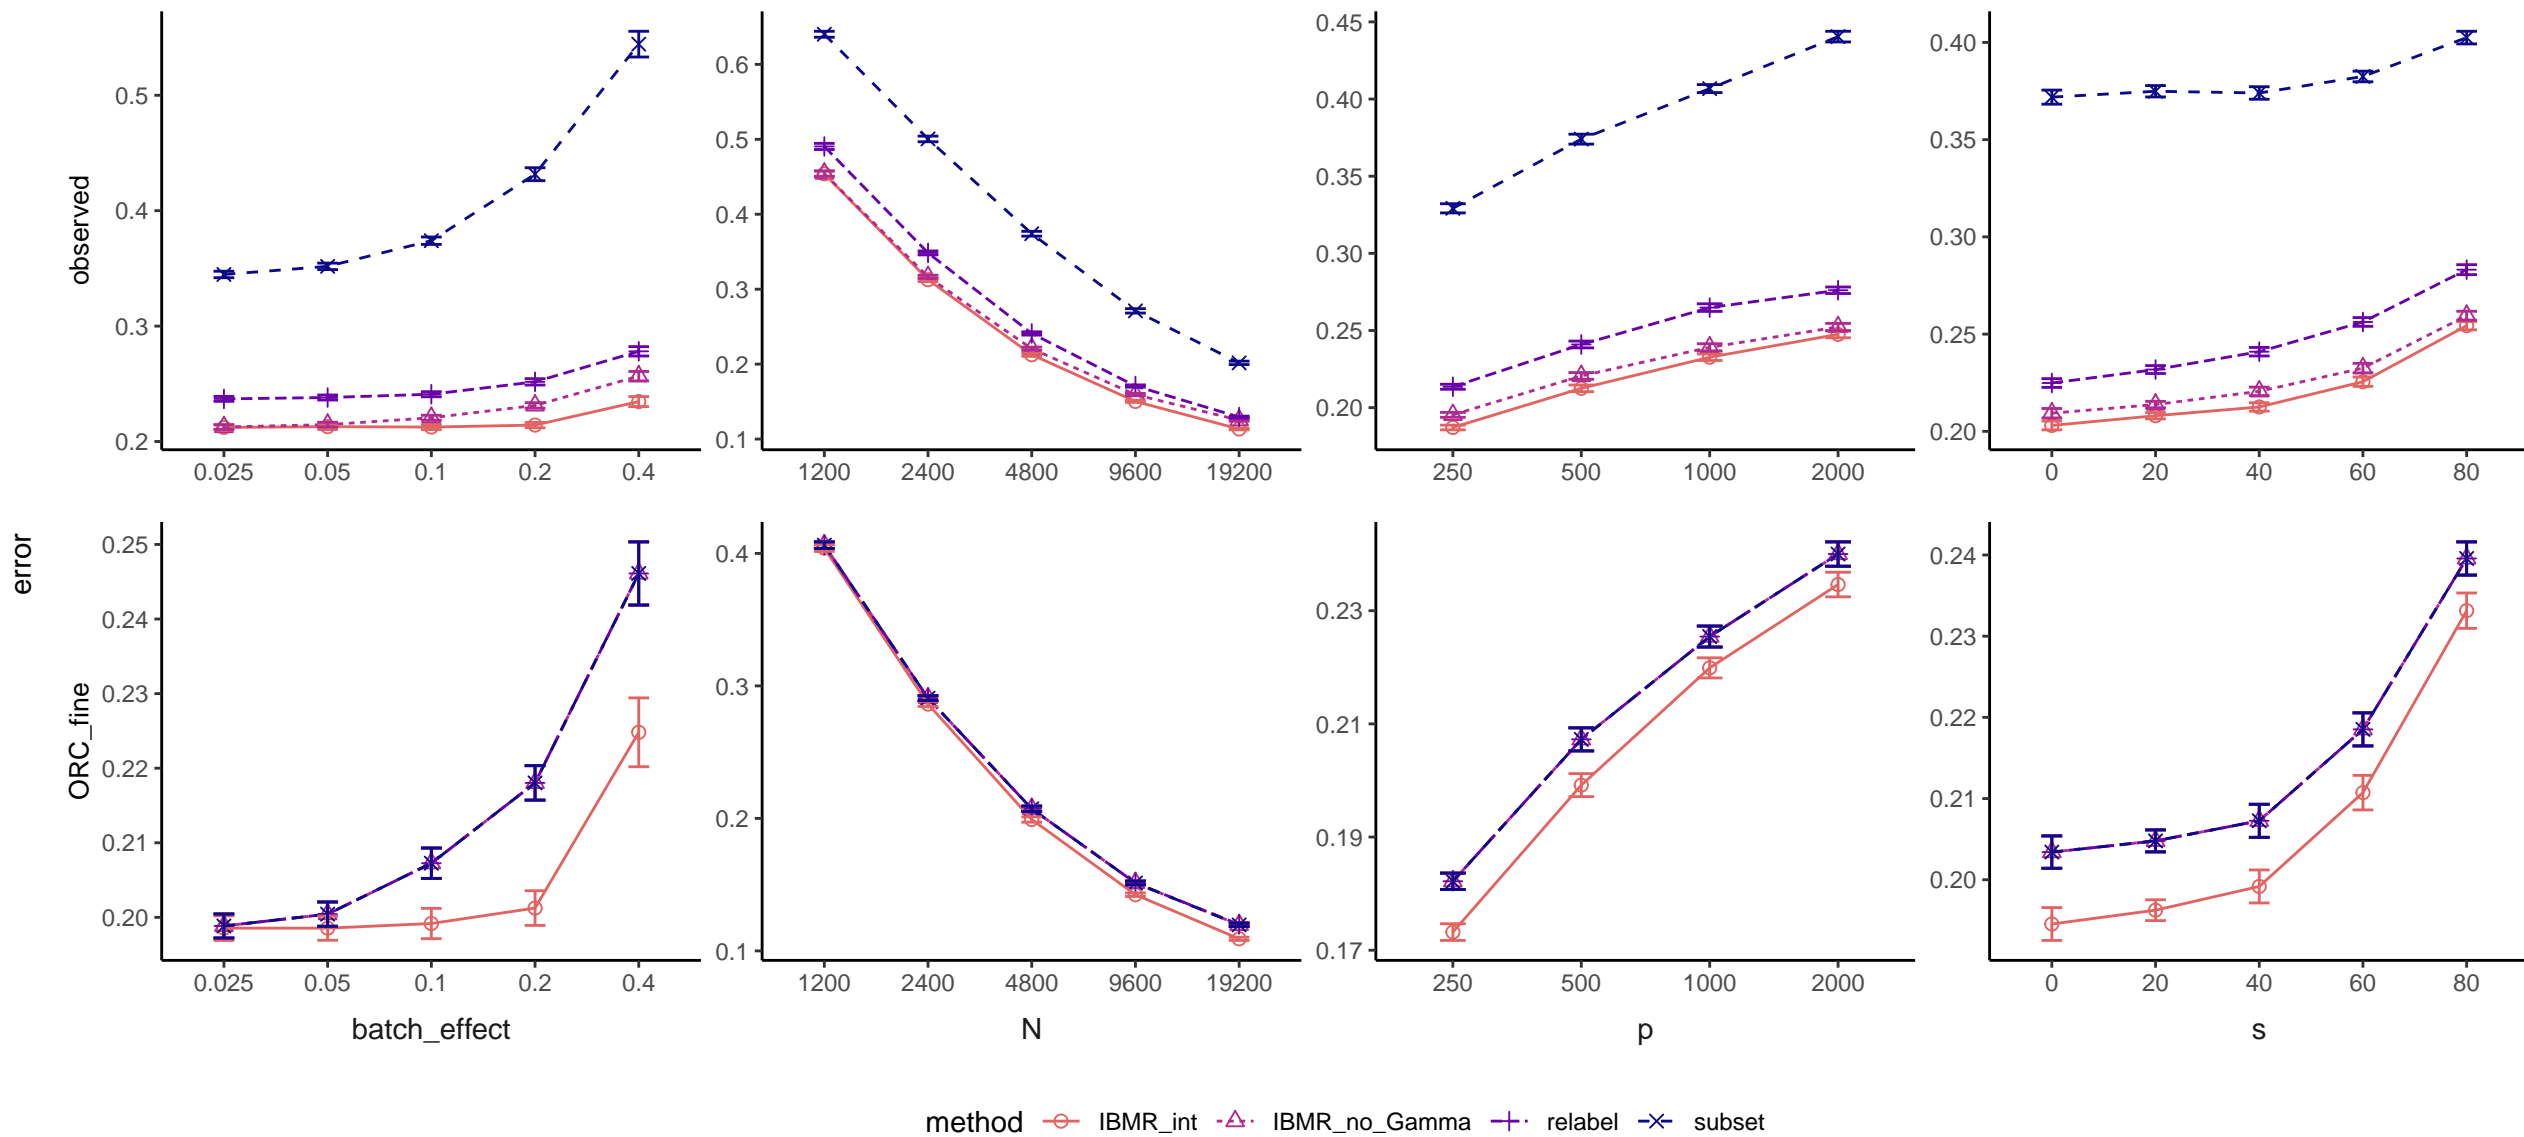 0.5
0.4
0.3
0.2
0.025 0.05 0.1 0.2 0.4
0.6
0.5
0.4
0.3
0.2
0.1
1200 2400 4800 9600 19200
0.45
0.40
0.35
0.30
0.25
0.20
250 500 1000 2000
0.40
0.35
0.30
0.25
0.20
0 20 40 60 80
observed
error
ORC_fine
0.25
0.24
0.23
0.22
0.21
0.20
0.025 0.05 0.1 0.2 0.4
batch_effect
0.4
0.3
0.2
0.1
1200 2400 4800 9600 19200
N
0.23
0.21
0.19
0.17
250 500 1000 2000
p
0.24
0.23
0.22
0.21
0.20
0 20 40 60 80
s
method IBMR_int IBMR_no_Gamma relabel subset